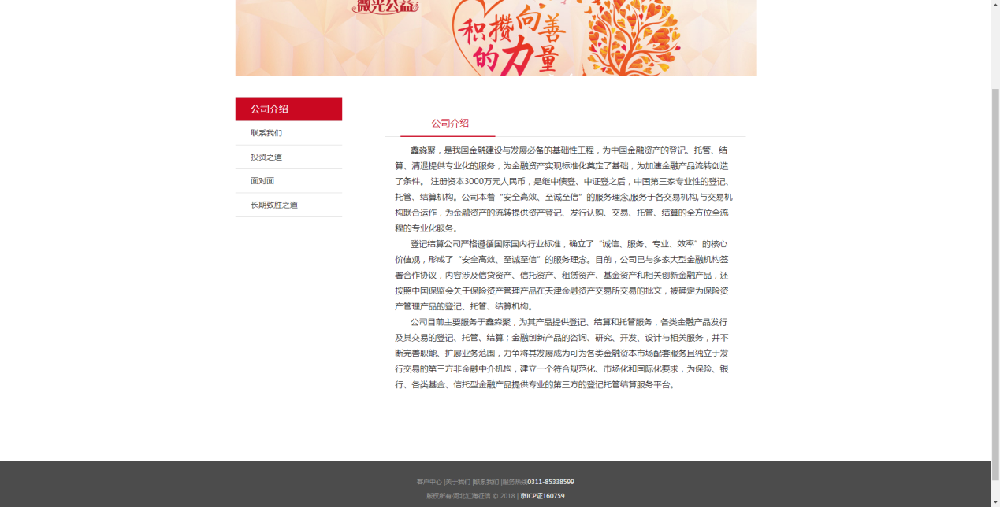 微光公益
积攒向善
的力量
公司介绍
联系我们
投资之道
面对面
长期致胜之道
公司介绍
鑫淼聚，是我国金融建设与发展必备的基础性工程，为中国金融资产的登记、托管、结
算、清退提供专业化的服务，为金融资产实现标准化奠定了基础，为加速金融产品流转创造
了条件。 注册资本3000万元人民币，是继中债登、中证登之后，中国第三家专业性的登记、
托管、结算机构。公司本着“安全高效、至诚至信”的服务理念,服务于各交易机构,与交易机
构联合运作，为金融资产的流转提供资产登记、发行认购、交易、托管、结算的全方位全流
程的专业化服务。
登记结算公司严格遵循国际国内行业标准，确立了“诚信、服务、专业、效率”的核心
价值观，形成了“安全高效、至诚至信”的服务理念。目前，公司已与多家大型金融机构签
署合作协议，内容涉及信贷资产、信托资产、租赁资产、基金资产和相关创新金融产品，还
按照中国保监会关于保险资产管理产品在天津金融资产交易所交易的批文，被确定为保险资
产管理产品的登记、托管、结算机构。
公司目前主要服务于鑫淼聚，为其产品提供登记、结算和托管服务，各类金融产品发行
及其交易的登记、托管、结算；金融创新产品的咨询、研究、开发、设计与相关服务，并不
断完善职能、扩展业务范围，力争将其发展成为可为各类金融资本市场配套服务且独立于发
行交易的第三方非金融中介机构，建立一个符合规范化、市场化和国际化要求，为保险、银
行、各类基金、信托型金融产品提供专业的第三方的登记托管结算服务平台。
客户中心 |关于我们 |联系我们 |服务热线0311-85338599
版权所有·河北汇海征信 © 2018 | 京ICP证160759